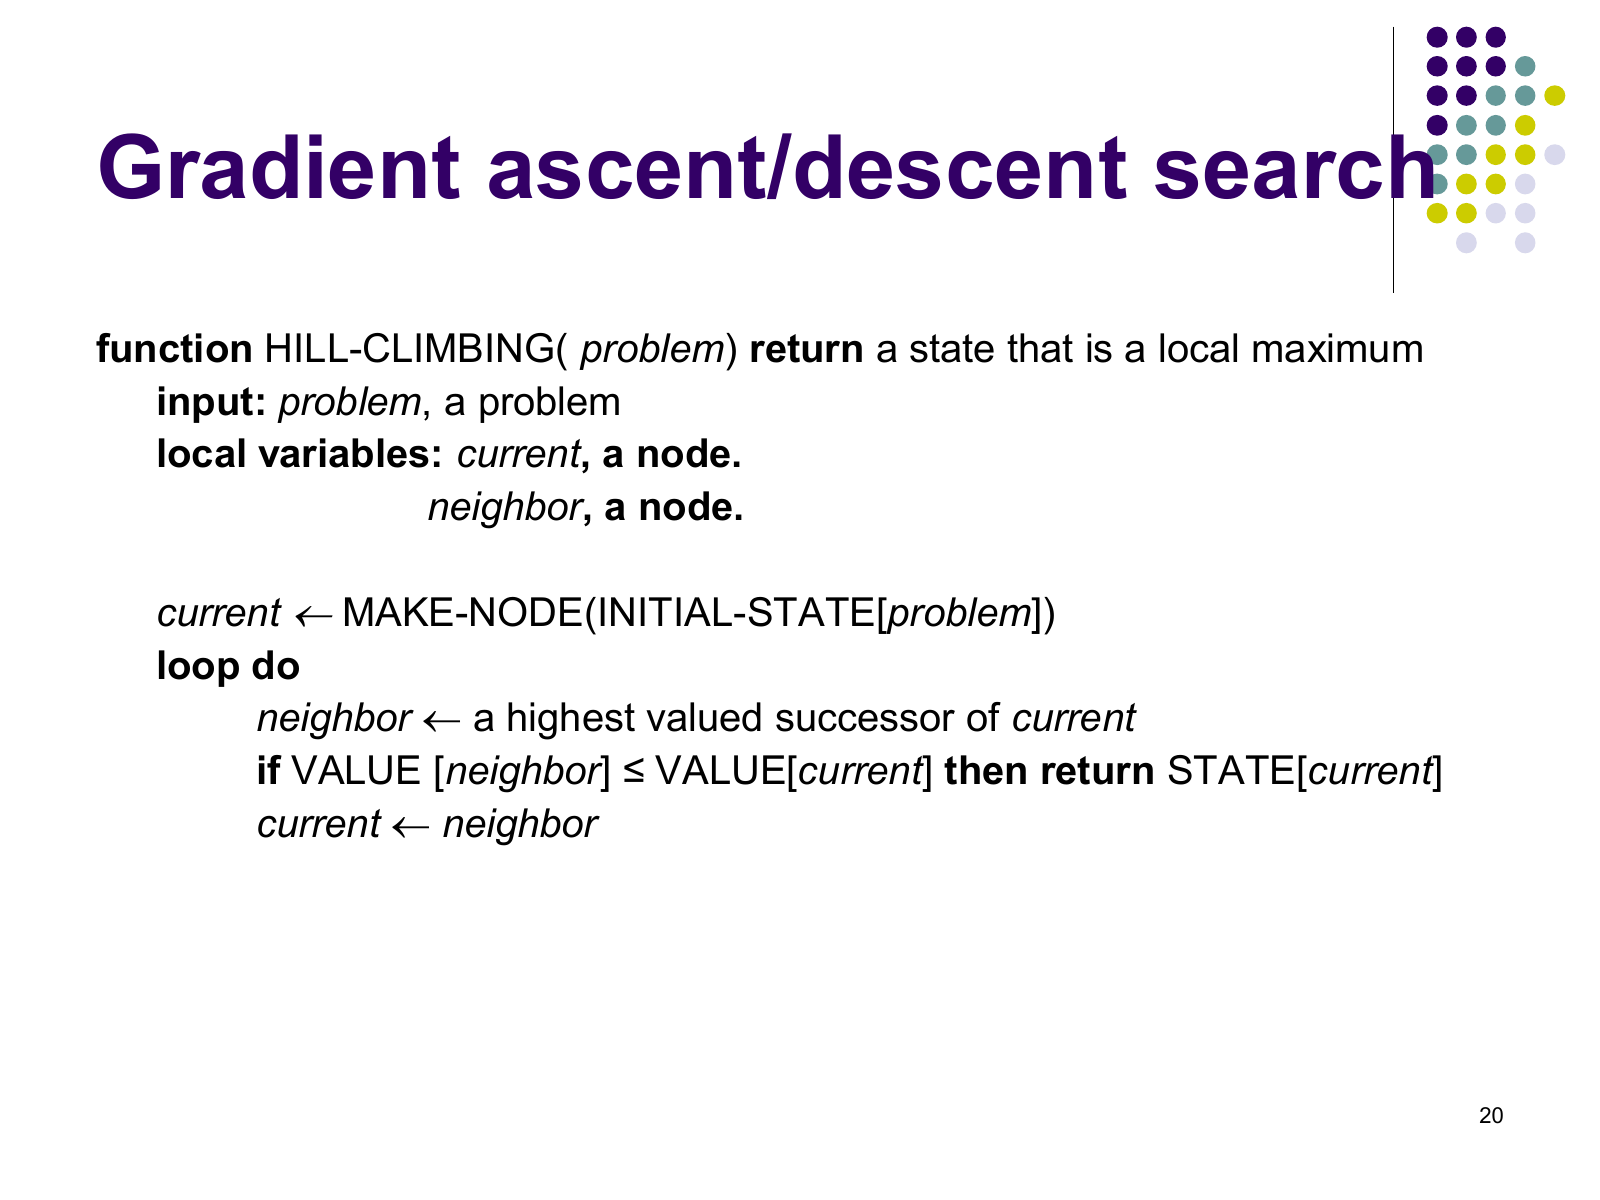 Gradient ascent/descent search
function HILL-CLIMBING( problem) return a state that is a local maximum
input: problem, a problem
local variables: current, a node.
neighbor, a node.
current ← MAKE-NODE(INITIAL-STATE[problem])
loop do
neighbor ← a highest valued successor of current
if VALUE [neighbor] ≤ VALUE[current] then return STATE[current]
current ← neighbor
20